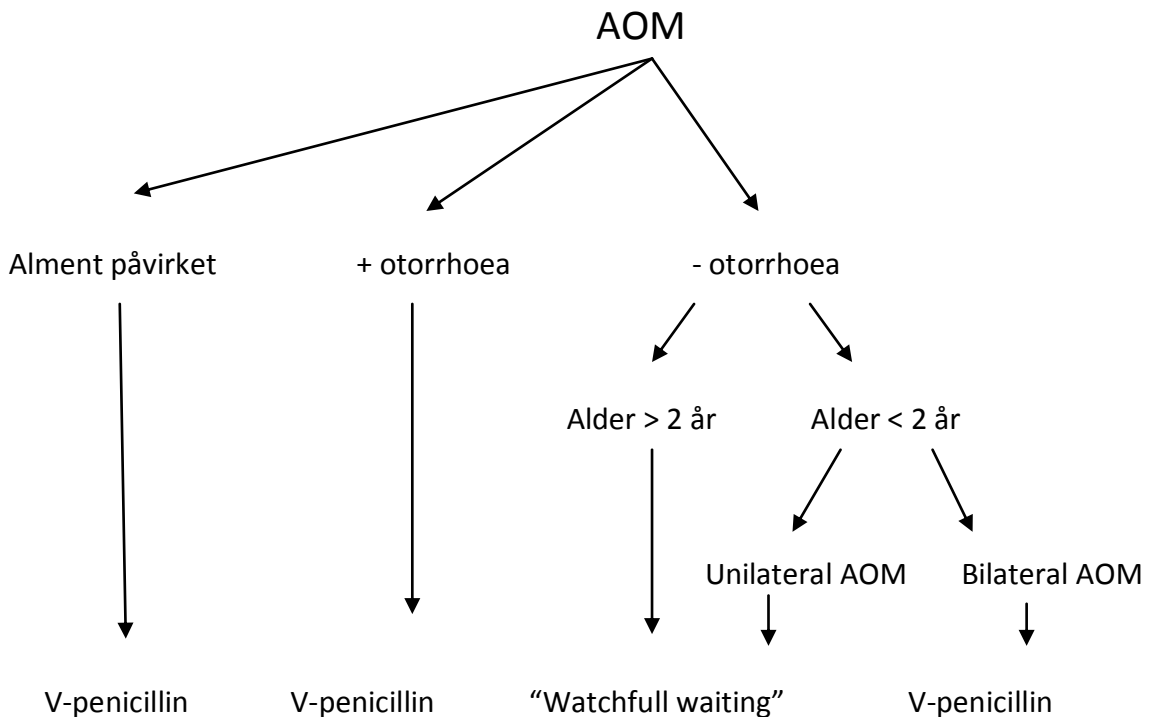 AOM
Alment påvirket
+ otorrhoea
- otorrhoea
Alder > 2 år
Alder < 2 år
Unilateral AOM
Bilateral AOM
V-penicillin
V-penicillin
“Watchfull waiting”
V-penicillin